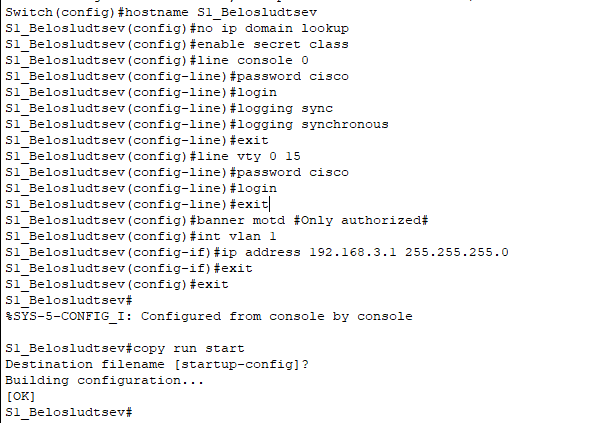 Switch(config)#hostname S1_Belosludtsev
S1_Belosludtsev(config)#no ip domain lookup
S1_Belosludtsev(config)#enable secret class
S1_Belosludtsev(config)#line console 0
S1_Belosludtsev(config-line)#password cisco
S1_Belosludtsev(config-line)#login
S1_Belosludtsev(config-line)#logging sync
S1_Belosludtsev(config-line)#logging synchronous
S1_Belosludtsev(config-line)#exit
S1_Belosludtsev(config)#line vty 0 15
S1_Belosludtsev(config-line)#password cisco
S1_Belosludtsev(config-line)#login
S1_Belosludtsev(config-line)#exit
S1_Belosludtsev(config)#banner motd #Only authorized#
S1_Belosludtsev(config)#int vlan 1
S1_Belosludtsev(config-if)#ip address 192.168.3.1 255.255.255.0
S1_Belosludtsev(config-if)#exit
S1_Belosludtsev(config)#exit
S1_Belosludtsev#
%SYS-5-CONFIG_I: Configured from console by console
S1_Belosludtsev#copy run start
Destination filename [startup-config]?
Building configuration...
[OK]
S1_Belosludtsev#